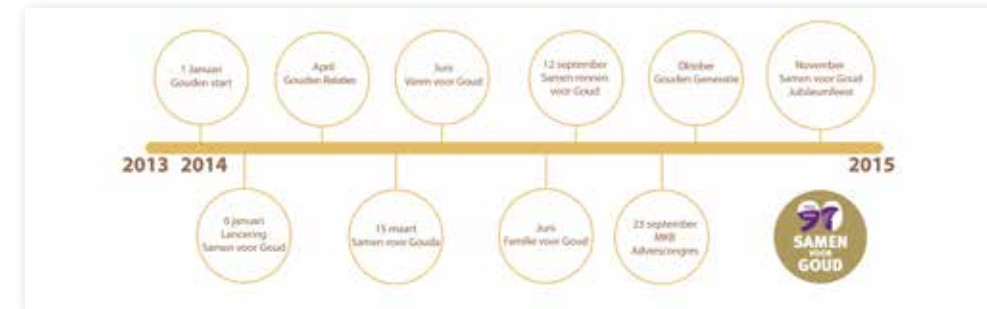 1 Januari
Gouden start
April
Gouden Relaties
Juni
Varen voor Goud
12 september
Samen rennen
voor Goud
Oktober
Gouden Generatie
November
Samen voor Goud
Jubileumfeest
2013 2014
2015
6 januari
Lancering
Samen voor Goud
15 maart
Samen voor Gouda
Juni
Familie voor Goud
23 september
MKB
Adviescongres
SAMEN
VOOR
GOUD